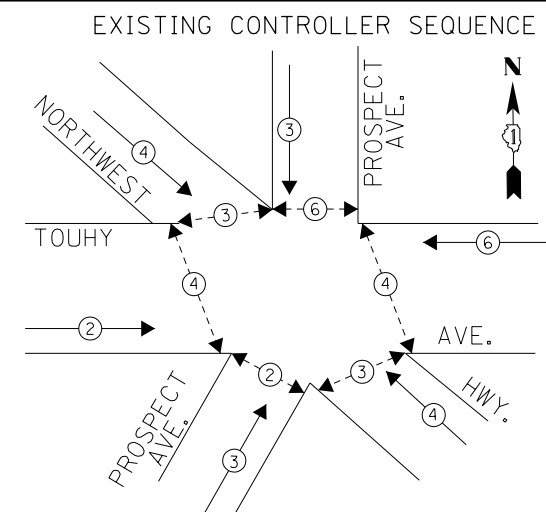 EXISTING CONTROLLER SEQUENCE
N
1
PROSPECT
AVE.
3
NORTHWEST
4
3
6
TOUHY
6
4
4
2
AVE.
2
3
HWY.
4
PROSPECT
AVE.
3